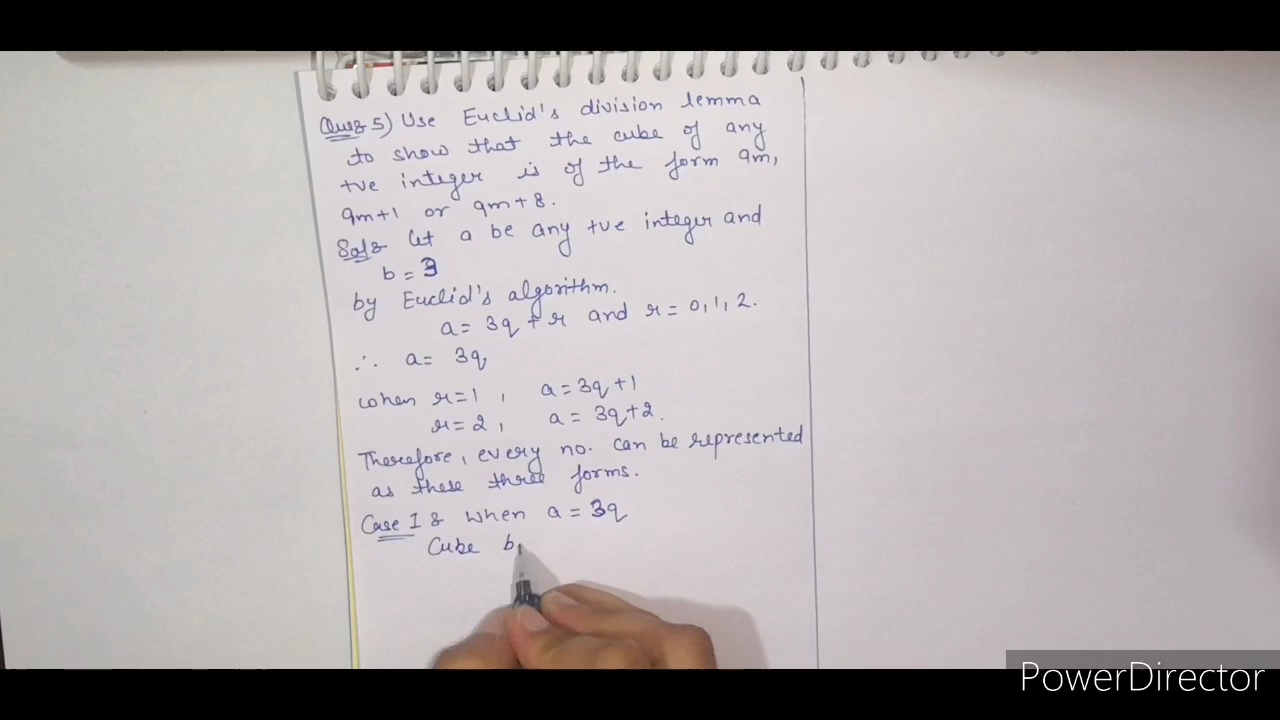 Ques 5) Use Euclid's division lemma
to show that the cube of any
+ve integer is of the form 9m,
9m+1 or 9m+8.
Sol: Let a be any +ve integer and
b = 3
by Euclid's algorithm.
a = 3q + r and r = 0, 1, 2.
∴ a = 3q
when r=1, a = 3q+1
r=2, a = 3q+2.
Therefore, every no. can be represented
as these three forms.
Case I: When a = 3q
Cube b
PowerDirector